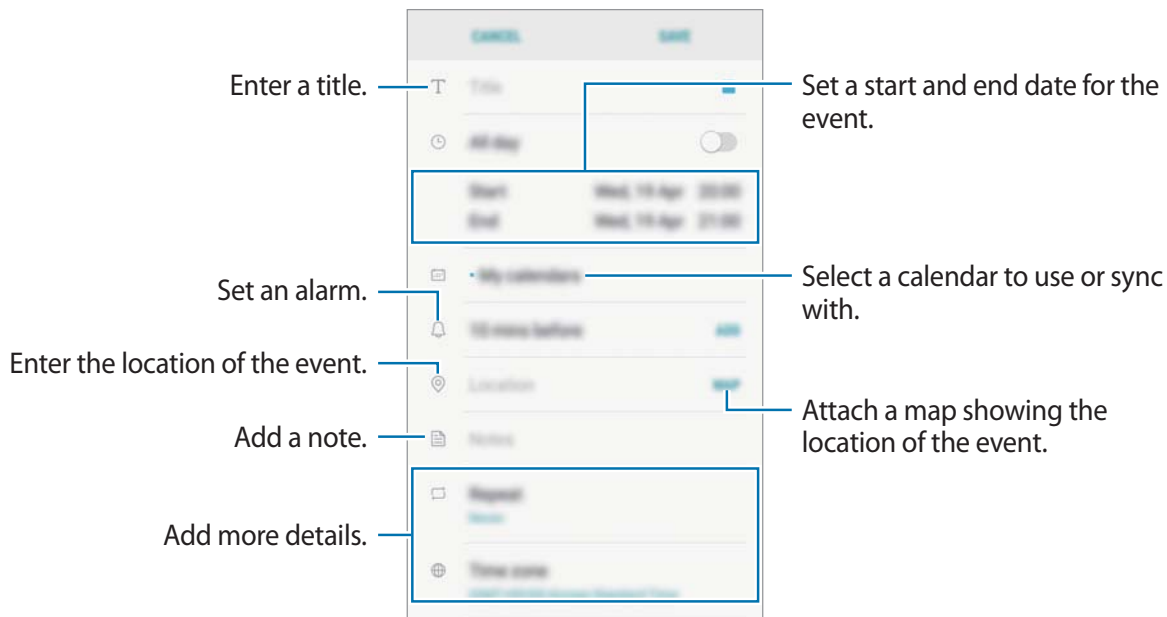 CANCEL SAVE
Enter a title.
Title
Set a start and end date for the
event.
All day
Start Wed, 19 Apr 20:00
End Wed, 19 Apr 21:00
My calendars
Select a calendar to use or sync
with.
Set an alarm.
10 mins before ADD
Enter the location of the event.
Location MAP
Attach a map showing the
location of the event.
Add a note.
Notes
Repeat
Never
Add more details.
Time zone